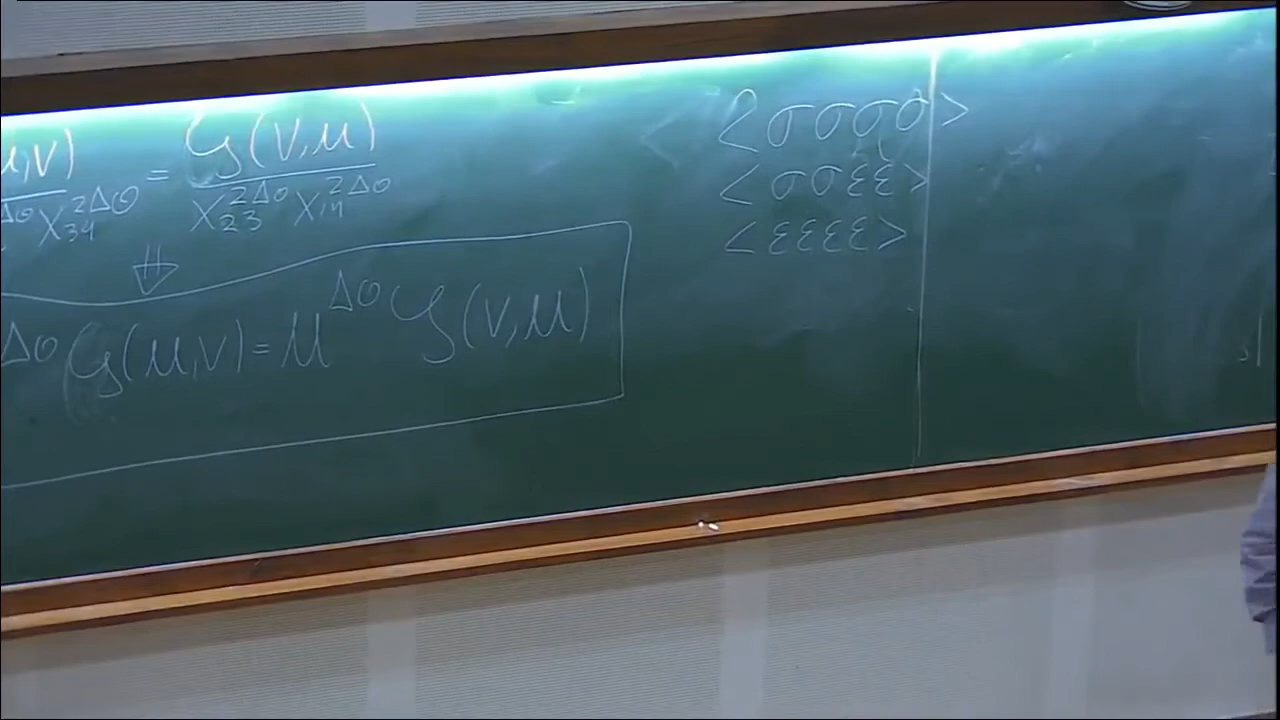 ,v) = G(v,u)
Δσ X₃₄^2Δσ X₂₃^2Δσ X₁₄^2Δσ
⇓
Δσ G(u,v) = u^Δσ G(v,u)
<σσσσ>
<σσεε>
<εεεε>